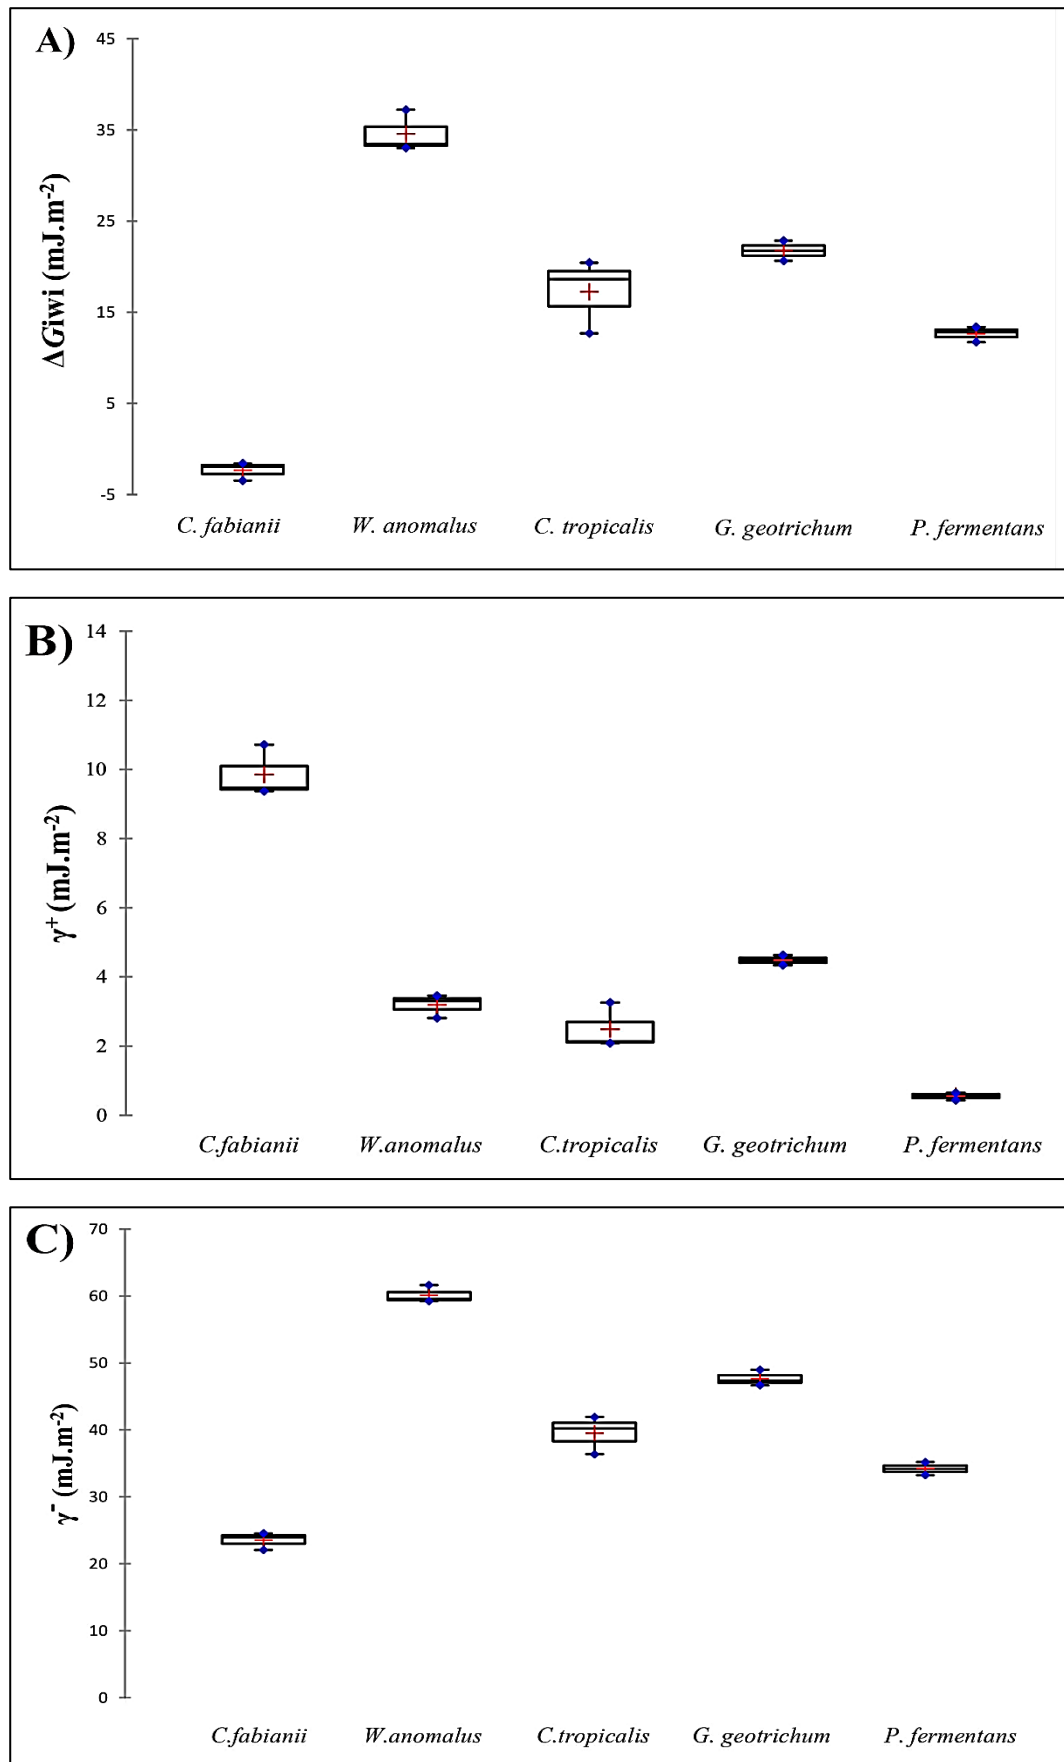 A)
45
35
25
15
5
-5
ΔGiwi (mJ.m⁻²)
C. fabianii W. anomalus C. tropicalis G. geotrichum P. fermentans
B)
14
12
10
8
6
4
2
0
γ⁺ (mJ.m⁻²)
C.fabianii W.anomalus C.tropicalis G. geotrichum P. fermentans
C)
70
60
50
40
30
20
10
0
γ⁻ (mJ.m⁻²)
C.fabianii W.anomalus C.tropicalis G. geotrichum P. fermentans